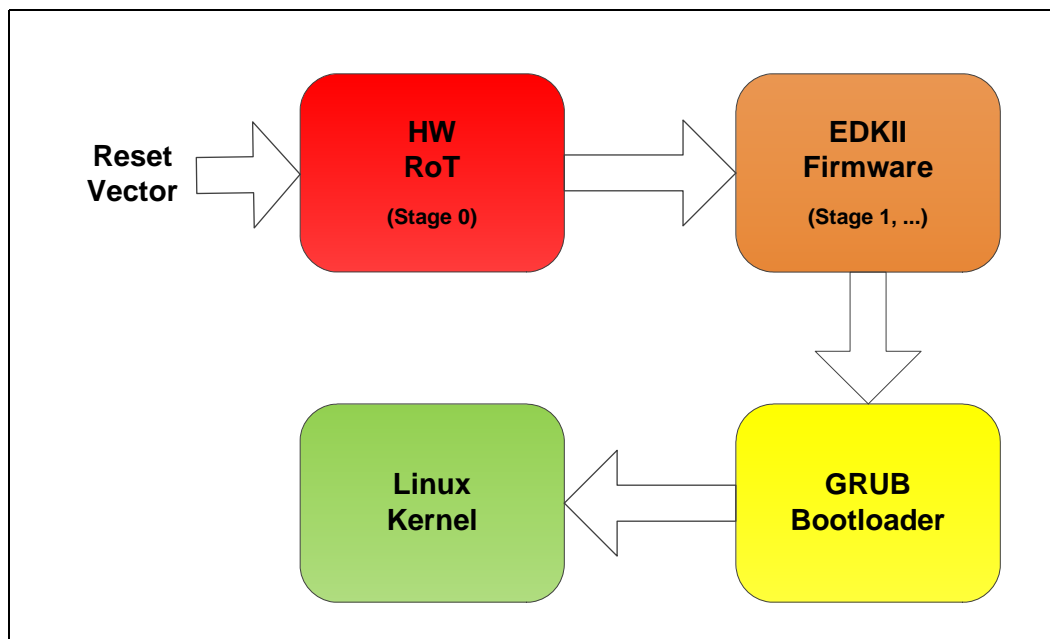 Reset
Vector
HW
RoT
(Stage 0)
EDKII
Firmware
(Stage 1, ...)
Linux
Kernel
GRUB
Bootloader